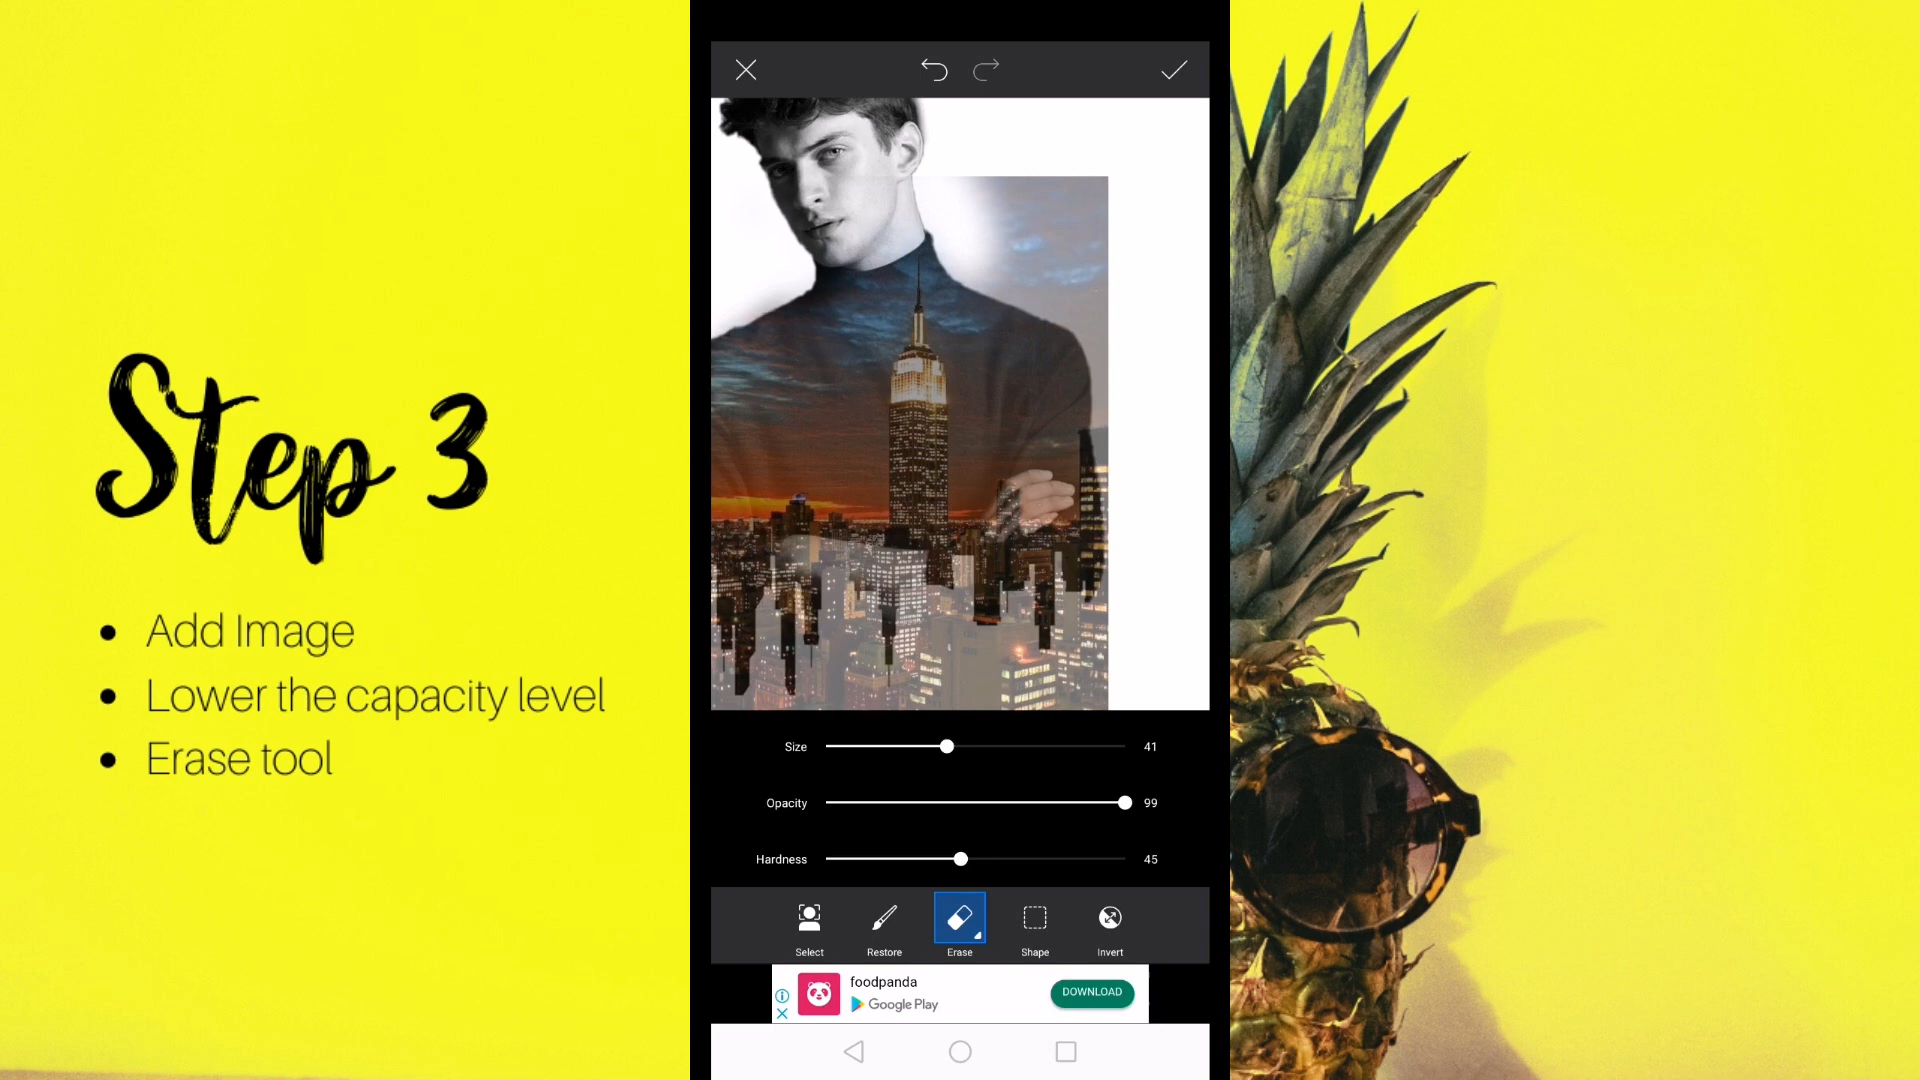 Step 3
Add Image
Lower the capacity level
Erase tool
Size 41
Opacity 99
Hardness 45
Select Restore Erase Shape Invert
foodpanda
Google Play
DOWNLOAD